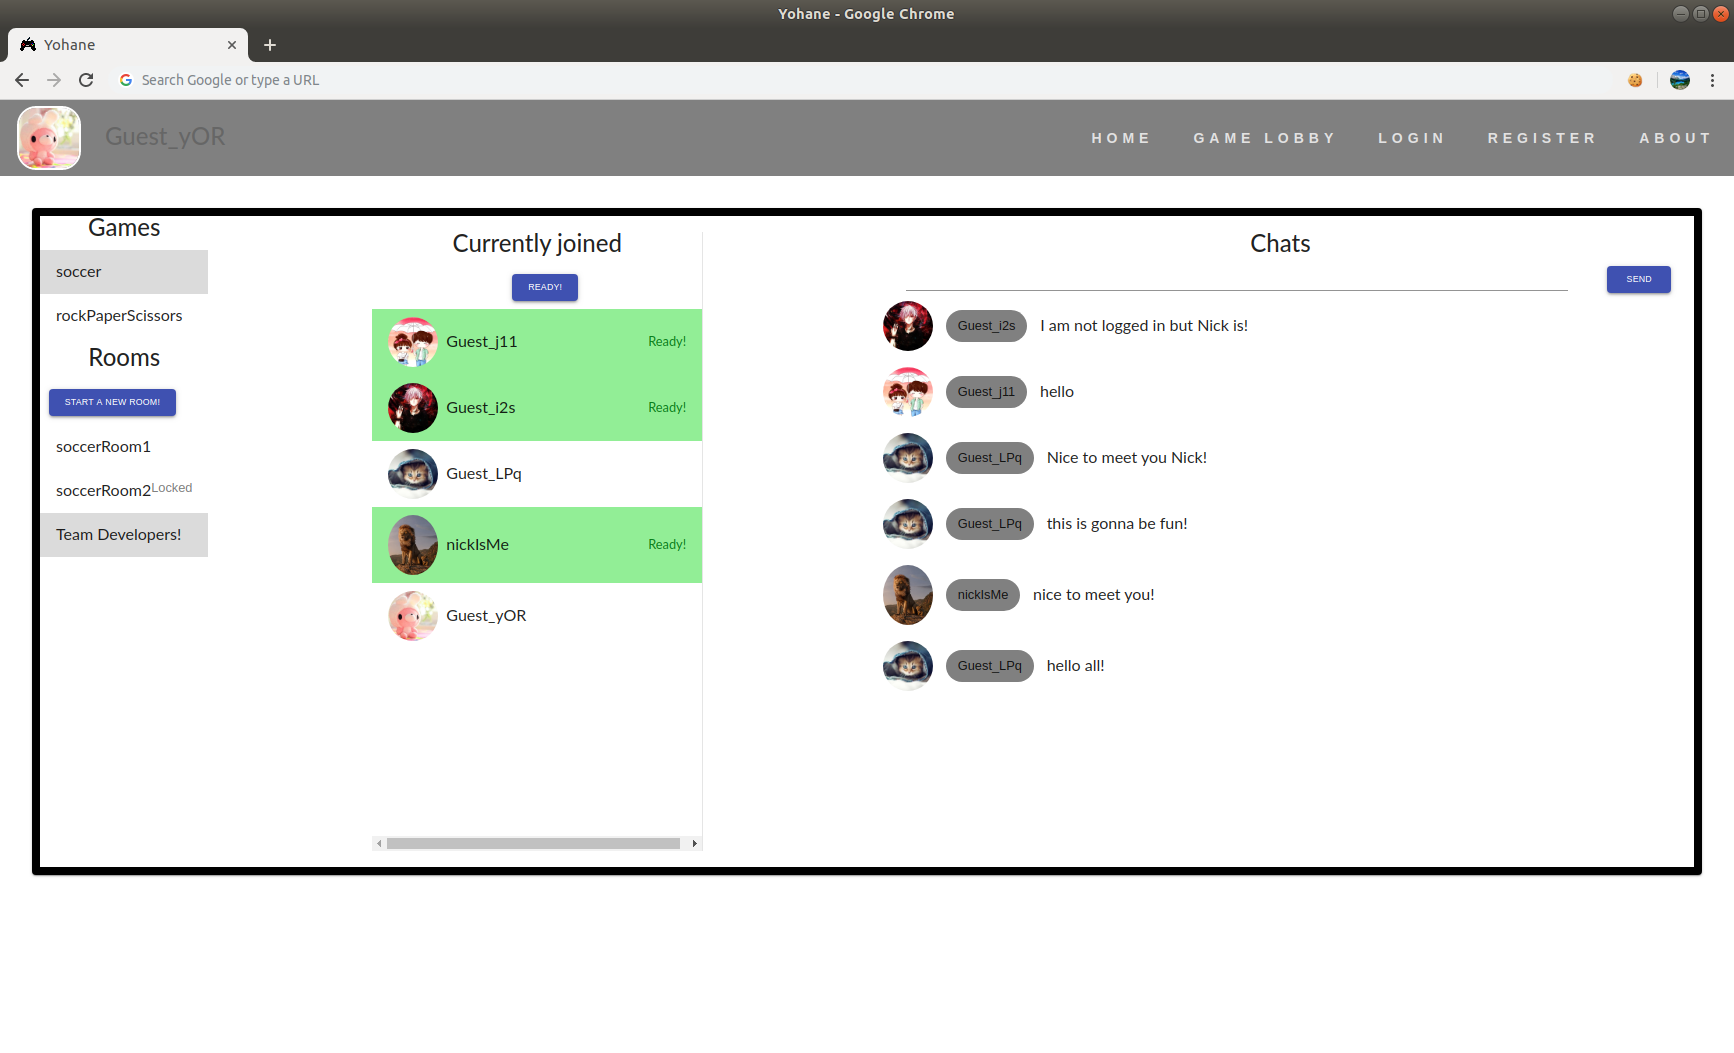 Yohane - Google Chrome
Yohane
Search Google or type a URL
Guest_yOR
HOME GAME LOBBY LOGIN REGISTER ABOUT
Games
soccer
rockPaperScissors
Rooms
START A NEW ROOM!
soccerRoom1
soccerRoom2Locked
Team Developers!
Currently joined
READY!
Guest_j11 Ready!
Guest_i2s Ready!
Guest_LPq
nickIsMe Ready!
Guest_yOR
Chats
SEND
Guest_i2s I am not logged in but Nick is!
Guest_j11 hello
Guest_LPq Nice to meet you Nick!
Guest_LPq this is gonna be fun!
nickIsMe nice to meet you!
Guest_LPq hello all!